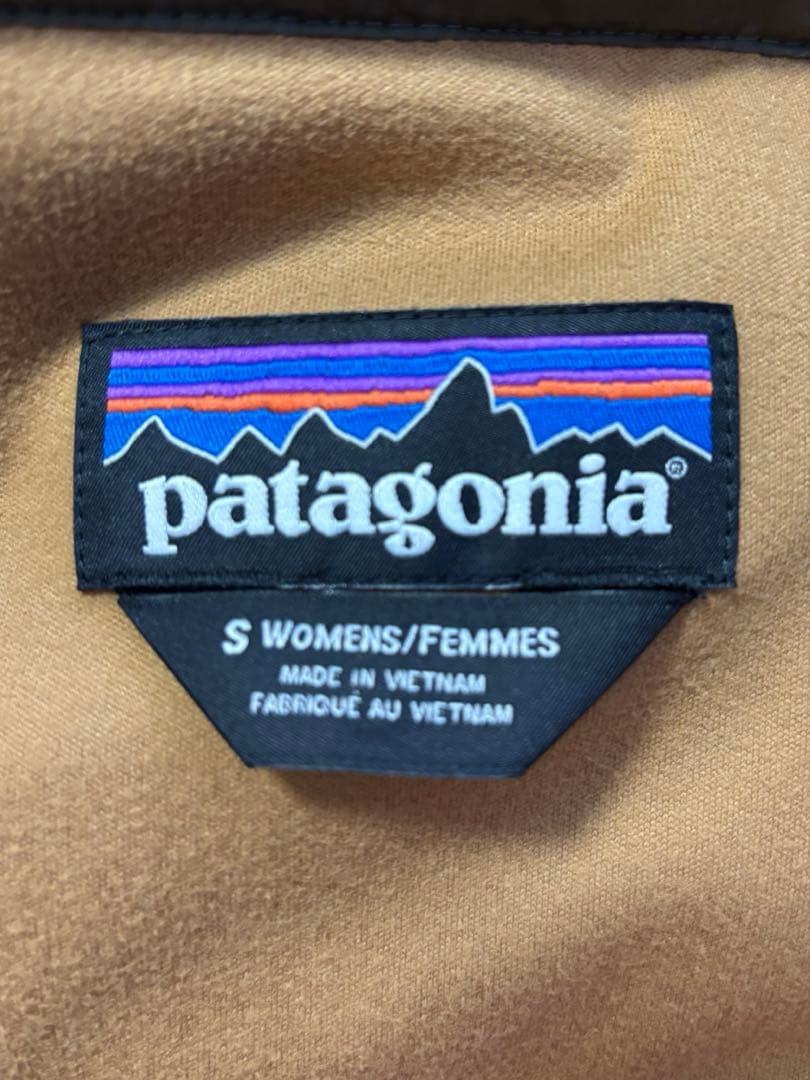 patagonia®
S WOMENS/FEMMES
MADE IN VIETNAM
FABRIQUÉ AU VIETNAM